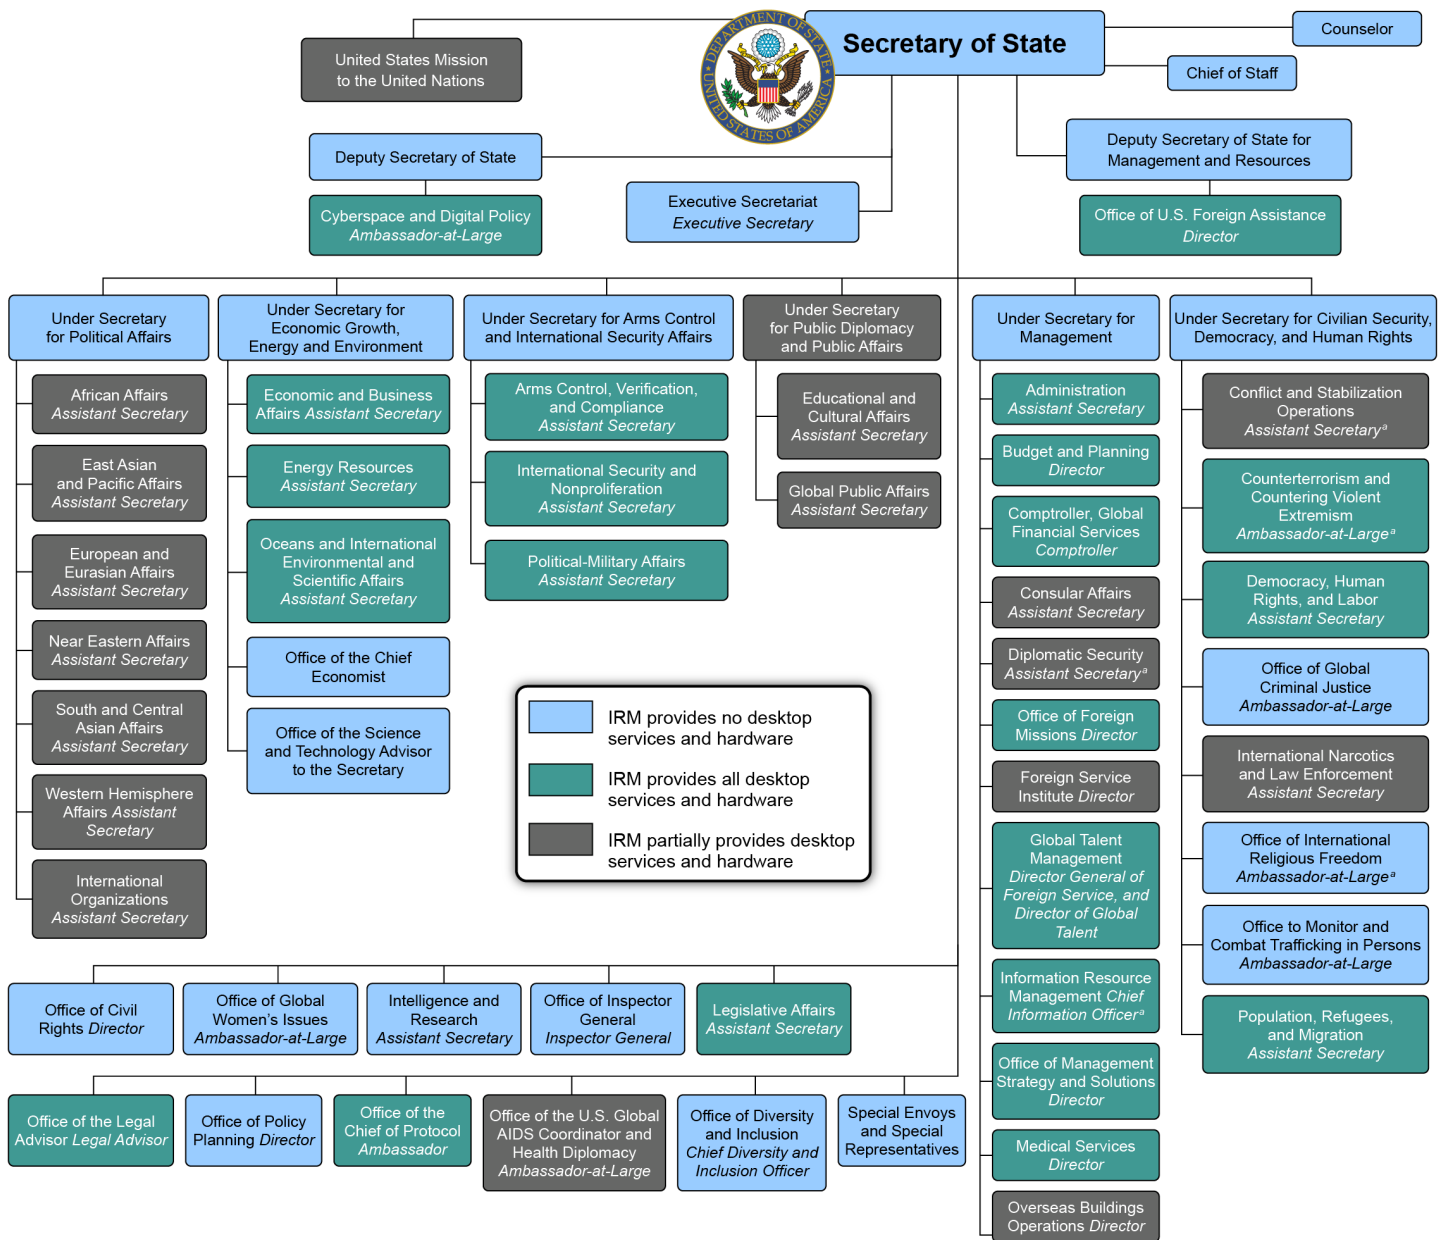 DEPARTMENT OF STATE
UNITED STATES OF AMERICA
Secretary of State
Counselor
Chief of Staff
United States Mission
to the United Nations
Deputy Secretary of State
Cyberspace and Digital Policy
Ambassador-at-Large
Executive Secretariat
Executive Secretary
Deputy Secretary of State for
Management and Resources
Office of U.S. Foreign Assistance
Director
Under Secretary
for Political Affairs
African Affairs
Assistant Secretary
East Asian
and Pacific Affairs
Assistant Secretary
European and
Eurasian Affairs
Assistant Secretary
Near Eastern Affairs
Assistant Secretary
South and Central
Asian Affairs
Assistant Secretary
Western Hemisphere
Affairs Assistant
Secretary
International
Organizations
Assistant Secretary
Under Secretary for
Economic Growth,
Energy and Environment
Economic and Business
Affairs Assistant Secretary
Energy Resources
Assistant Secretary
Oceans and International
Environmental and
Scientific Affairs
Assistant Secretary
Office of the Chief
Economist
Office of the Science
and Technology Advisor
to the Secretary
Under Secretary for Arms Control
and International Security Affairs
Arms Control, Verification,
and Compliance
Assistant Secretary
International Security and
Nonproliferation
Assistant Secretary
Political-Military Affairs
Assistant Secretary
Under Secretary
for Public Diplomacy
and Public Affairs
Educational and
Cultural Affairs
Assistant Secretary
Global Public Affairs
Assistant Secretary
Under Secretary for
Management
Administration
Assistant Secretary
Budget and Planning
Director
Comptroller, Global
Financial Services
Comptroller
Consular Affairs
Assistant Secretary
Diplomatic Security
Assistant Secretaryᵃ
Office of Foreign
Missions Director
Foreign Service
Institute Director
Global Talent
Management
Director General of
Foreign Service, and
Director of Global
Talent
Information Resource
Management Chief
Information Officerᵃ
Office of Management
Strategy and Solutions
Director
Medical Services
Director
Overseas Buildings
Operations Director
Under Secretary for Civilian Security,
Democracy, and Human Rights
Conflict and Stabilization
Operations
Assistant Secretaryᵃ
Counterterrorism and
Countering Violent
Extremism
Ambassador-at-Largeᵃ
Democracy, Human
Rights, and Labor
Assistant Secretary
Office of Global
Criminal Justice
Ambassador-at-Large
International Narcotics
and Law Enforcement
Assistant Secretary
Office of International
Religious Freedom
Ambassador-at-Largeᵃ
Office to Monitor and
Combat Trafficking in Persons
Ambassador-at-Large
Population, Refugees,
and Migration
Assistant Secretary
IRM provides no desktop
services and hardware
IRM provides all desktop
services and hardware
IRM partially provides desktop
services and hardware
Office of Civil
Rights Director
Office of Global
Women’s Issues
Ambassador-at-Large
Intelligence and
Research
Assistant Secretary
Office of Inspector
General
Inspector General
Legislative Affairs
Assistant Secretary
Office of the Legal
Advisor Legal Advisor
Office of Policy
Planning Director
Office of the
Chief of Protocol
Ambassador
Office of the U.S. Global
AIDS Coordinator and
Health Diplomacy
Ambassador-at-Large
Office of Diversity
and Inclusion
Chief Diversity and
Inclusion Officer
Special Envoys
and Special
Representatives